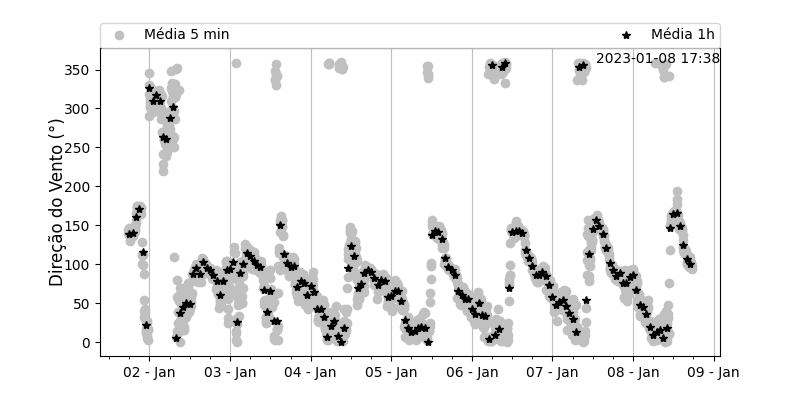 Média 5 min
Média 1h
2023-01-08 17:38
Direção do Vento (°)
350
300
250
200
150
100
50
0
02 - Jan
03 - Jan
04 - Jan
05 - Jan
06 - Jan
07 - Jan
08 - Jan
09 - Jan